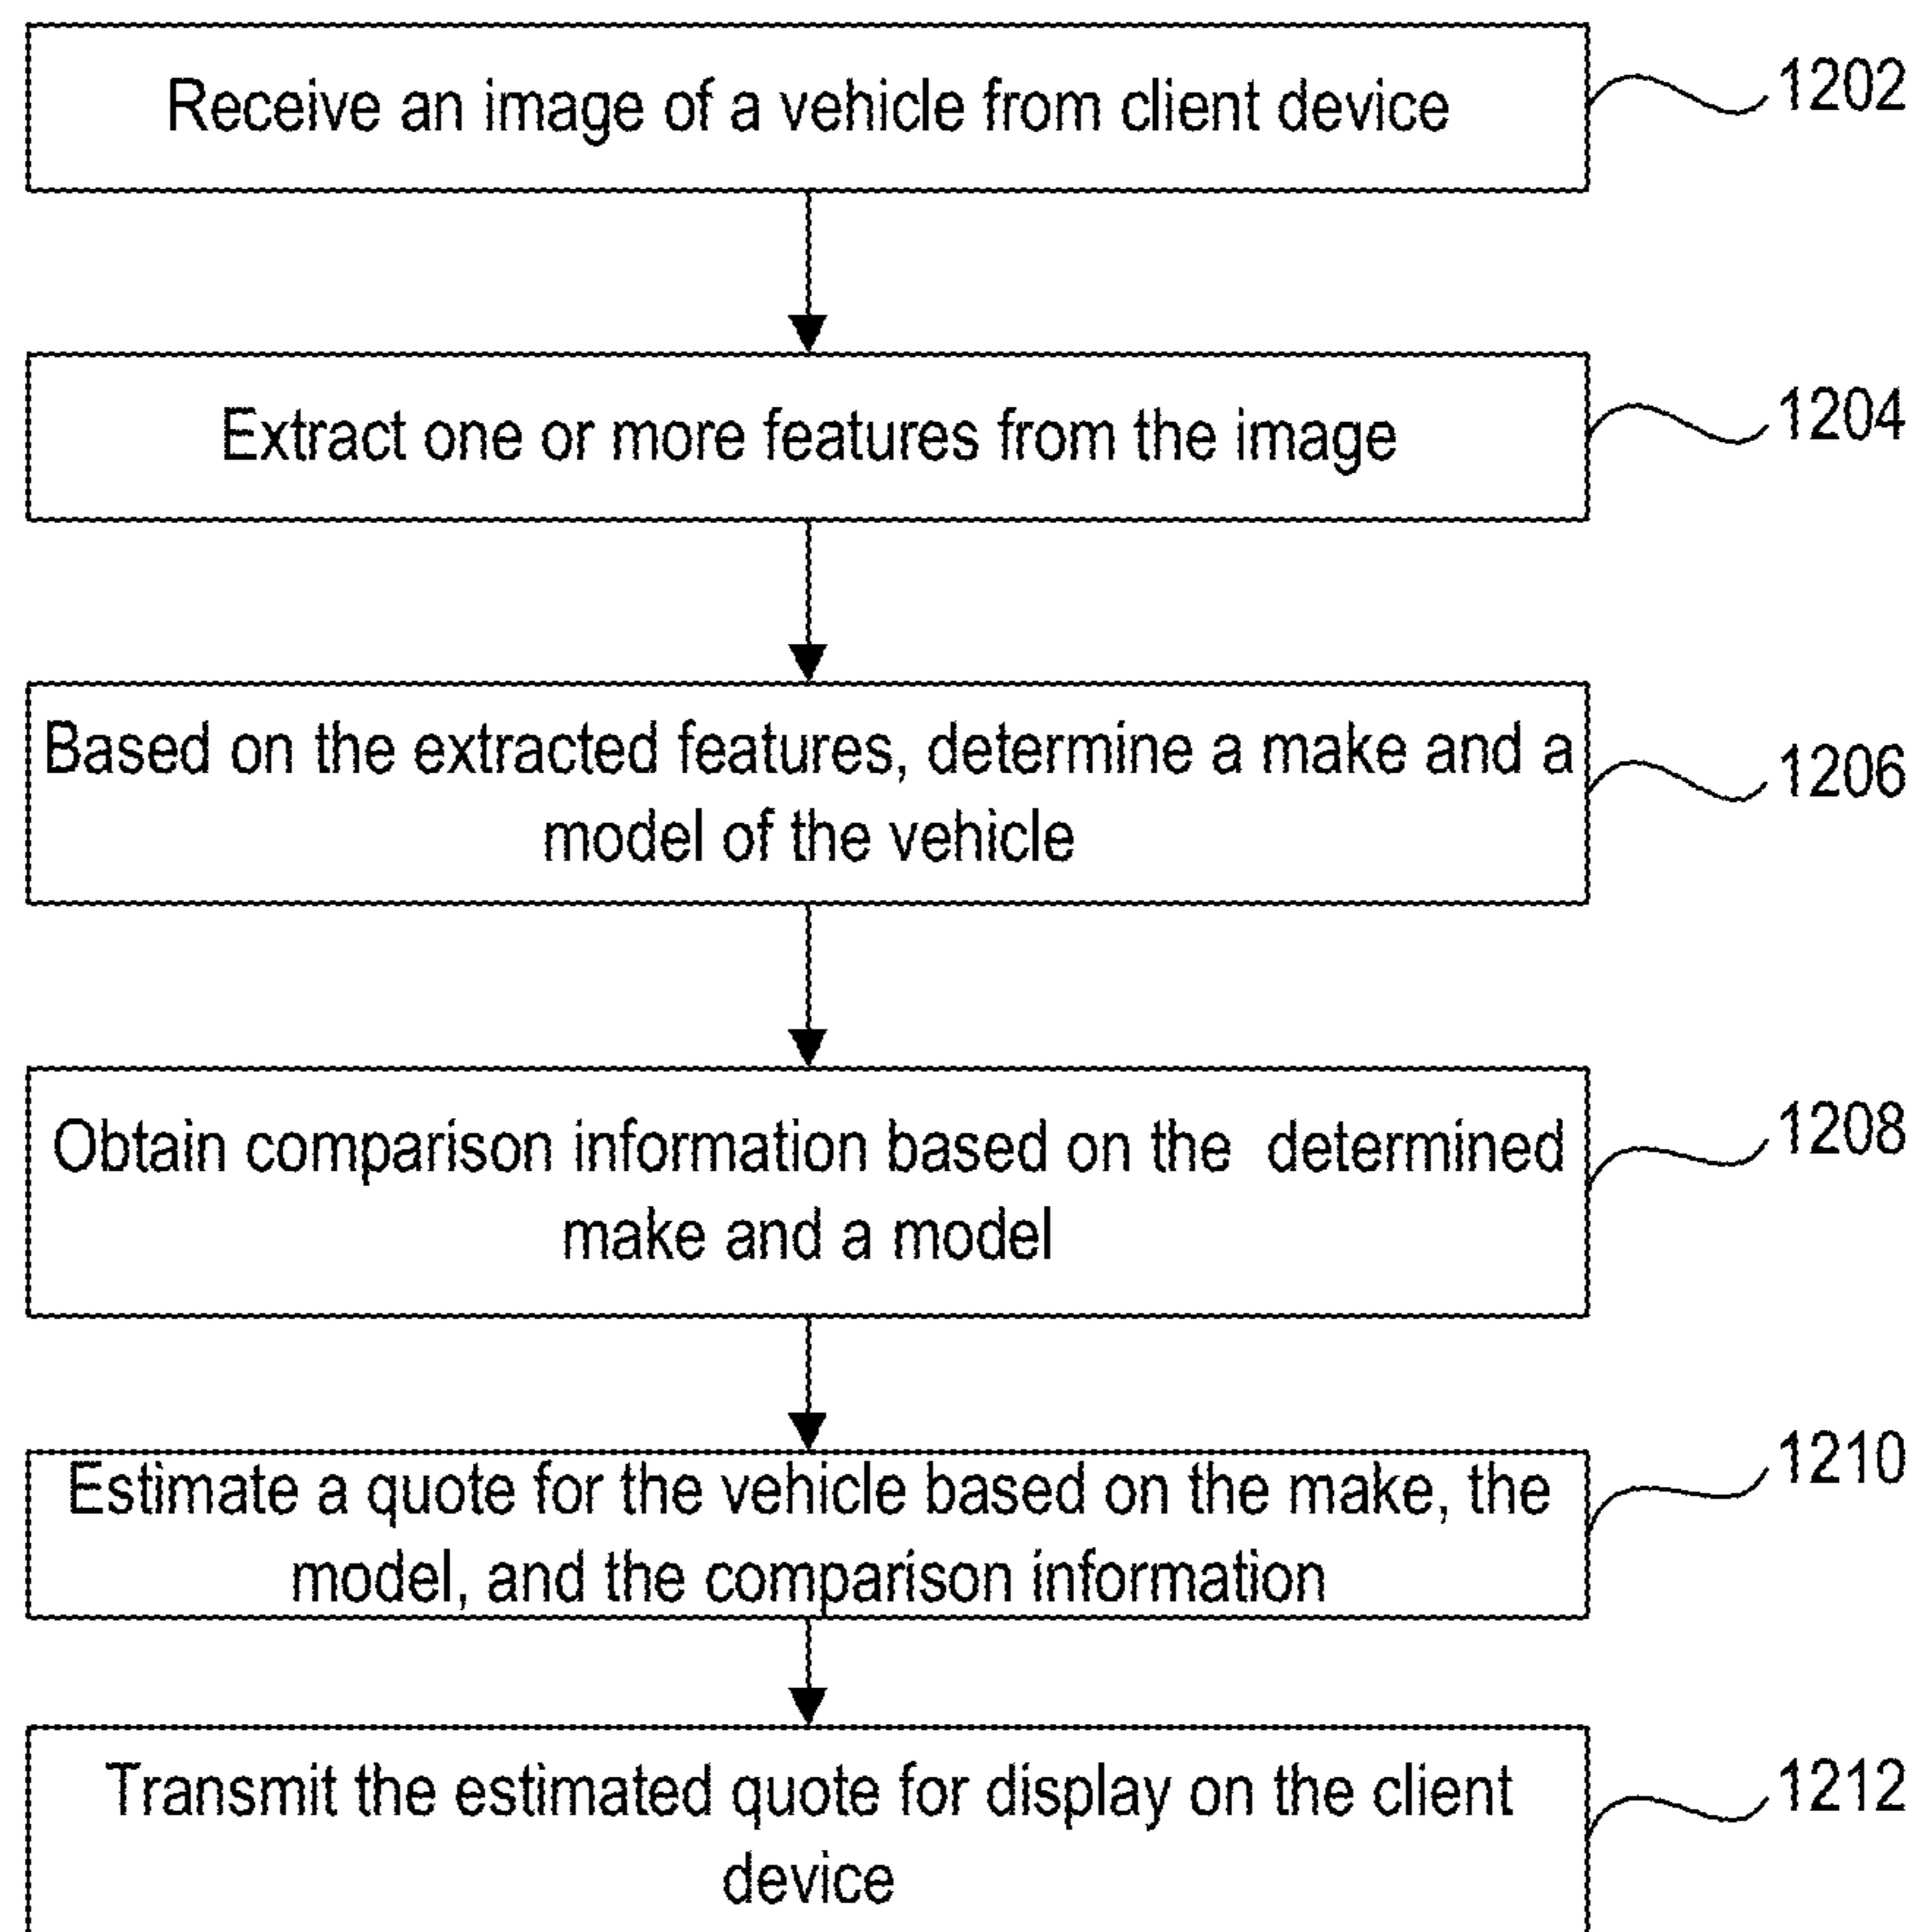 Receive an image of a vehicle from client device
1202
Extract one or more features from the image
1204
Based on the extracted features, determine a make and a
model of the vehicle
1206
Obtain comparison information based on the determined
make and a model
1208
Estimate a quote for the vehicle based on the make, the
model, and the comparison information
1210
Transmit the estimated quote for display on the client
device
1212